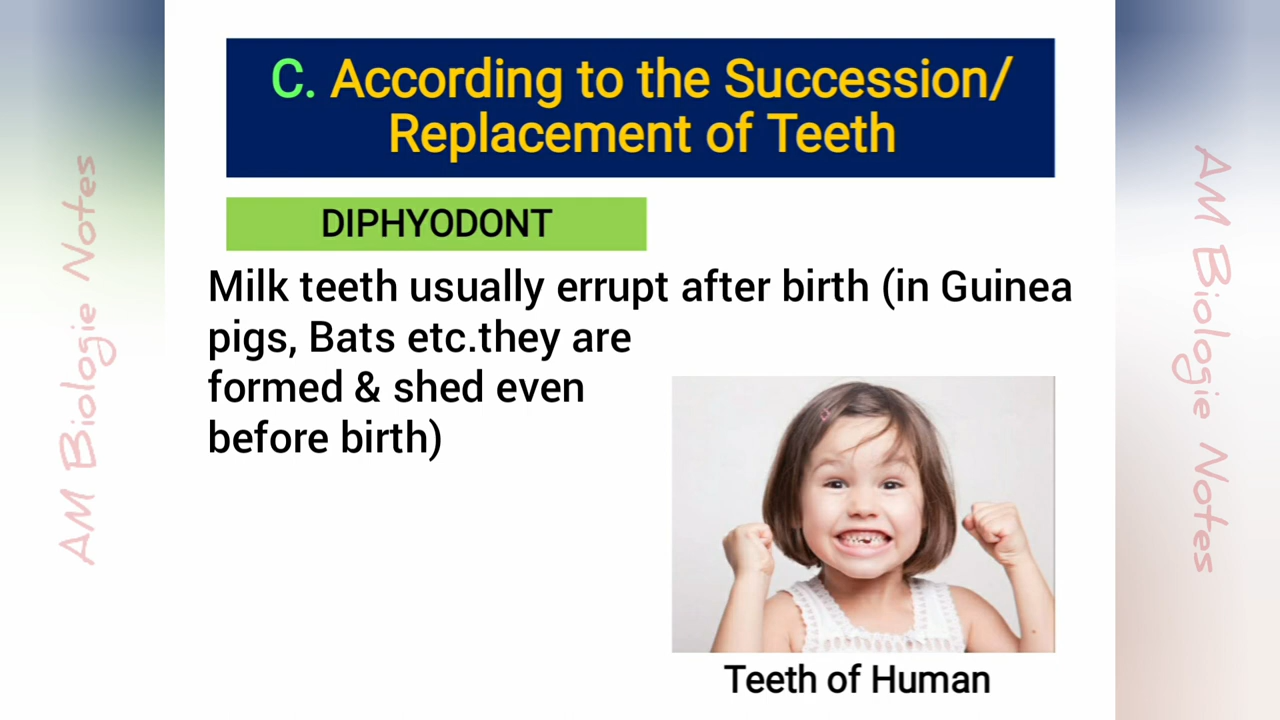 C. According to the Succession/
Replacement of Teeth
DIPHYODONT
Milk teeth usually errupt after birth (in Guinea
pigs, Bats etc.they are
formed & shed even
before birth)
Teeth of Human
AM Biologie Notes
AM Biologie Notes